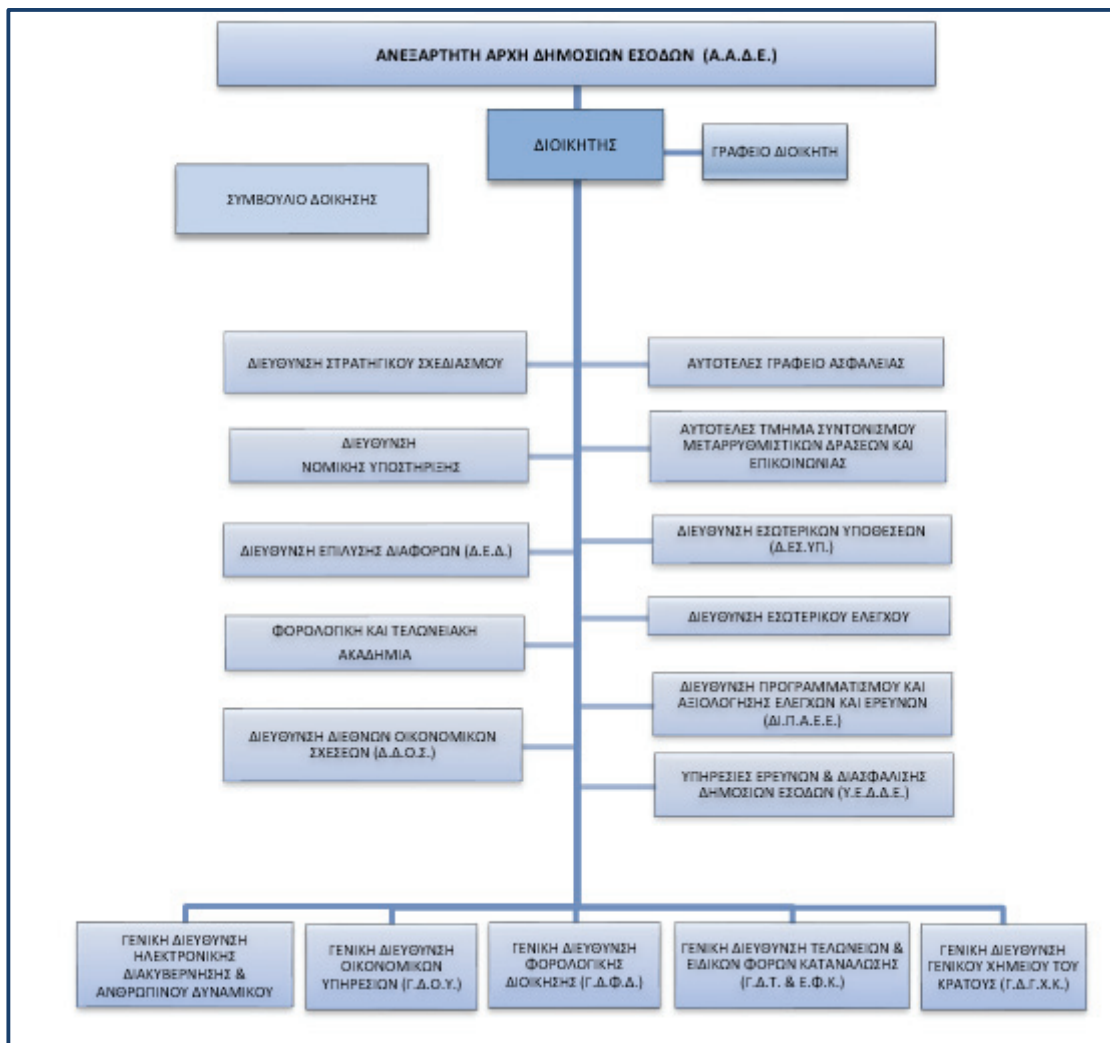 ΑΝΕΞΑΡΤΗΤΗ ΑΡΧΗ ΔΗΜΟΣΙΩΝ ΕΣΟΔΩΝ (Α.Α.Δ.Ε.)
ΔΙΟΙΚΗΤΗΣ
ΓΡΑΦΕΙΟ ΔΙΟΙΚΗΤΗ
ΣΥΜΒΟΥΛΙΟ ΔΟΙΚΗΣΗΣ
ΔΙΕΥΘΥΝΣΗ ΣΤΡΑΤΗΓΙΚΟΥ ΣΧΕΔΙΑΣΜΟΥ
ΑΥΤΟΤΕΛΕΣ ΓΡΑΦΕΙΟ ΑΣΦΑΛΕΙΑΣ
ΔΙΕΥΘΥΝΣΗ
ΝΟΜΙΚΗΣ ΥΠΟΣΤΗΡΙΞΗΣ
ΑΥΤΟΤΕΛΕΣ ΤΜΗΜΑ ΣΥΝΤΟΝΙΣΜΟΥ
ΜΕΤΑΡΡΥΘΜΙΣΤΙΚΩΝ ΔΡΑΣΕΩΝ ΚΑΙ
ΕΠΙΚΟΙΝΩΝΙΑΣ
ΔΙΕΥΘΥΝΣΗ ΕΠΙΛΥΣΗΣ ΔΙΑΦΟΡΩΝ (Δ.Ε.Δ.)
ΔΙΕΥΘΥΝΣΗ ΕΣΩΤΕΡΙΚΩΝ ΥΠΟΘΕΣΕΩΝ
(Δ.ΕΣ.ΥΠ.)
ΦΟΡΟΛΟΓΙΚΗ ΚΑΙ ΤΕΛΩΝΕΙΑΚΗ
ΑΚΑΔΗΜΙΑ
ΔΙΕΥΘΥΝΣΗ ΕΣΩΤΕΡΙΚΟΥ ΕΛΕΓΧΟΥ
ΔΙΕΥΘΥΝΣΗ ΔΙΕΘΝΩΝ ΟΙΚΟΝΟΜΙΚΩΝ
ΣΧΕΣΕΩΝ (Δ.Δ.Ο.Σ.)
ΔΙΕΥΘΥΝΣΗ ΠΡΟΓΡΑΜΜΑΤΙΣΜΟΥ ΚΑΙ
ΑΞΙΟΛΟΓΗΣΗΣ ΕΛΕΓΧΩΝ ΚΑΙ ΕΡΕΥΝΩΝ
(ΔΙ.Π.Α.Ε.Ε.)
ΥΠΗΡΕΣΙΕΣ ΕΡΕΥΝΩΝ & ΔΙΑΣΦΑΛΙΣΗΣ
ΔΗΜΟΣΙΩΝ ΕΣΟΔΩΝ (Υ.Ε.Δ.Δ.Ε.)
ΓΕΝΙΚΗ ΔΙΕΥΘΥΝΣΗ
ΗΛΕΚΤΡΟΝΙΚΗΣ
ΔΙΑΚΥΒΕΡΝΗΣΗΣ &
ΑΝΘΡΩΠΙΝΟΥ ΔΥΝΑΜΙΚΟΥ
ΓΕΝΙΚΗ ΔΙΕΥΘΥΝΣΗ
ΟΙΚΟΝΟΜΙΚΩΝ
ΥΠΗΡΕΣΙΩΝ (Γ.Δ.Ο.Υ.)
ΓΕΝΙΚΗ ΔΙΕΥΘΥΝΣΗ
ΦΟΡΟΛΟΓΙΚΗΣ
ΔΙΟΙΚΗΣΗΣ (Γ.Δ.Φ.Δ.)
ΓΕΝΙΚΗ ΔΙΕΥΘΥΝΣΗ ΤΕΛΩΝΕΙΩΝ &
ΕΙΔΙΚΩΝ ΦΟΡΩΝ ΚΑΤΑΝΑΛΩΣΗΣ
(Γ.Δ.Τ. & Ε.Φ.Κ.)
ΓΕΝΙΚΗ ΔΙΕΥΘΥΝΣΗ
ΓΕΝΙΚΟΥ ΧΗΜΕΙΟΥ ΤΟΥ
ΚΡΑΤΟΥΣ (Γ.Δ.Γ.Χ.Κ.)